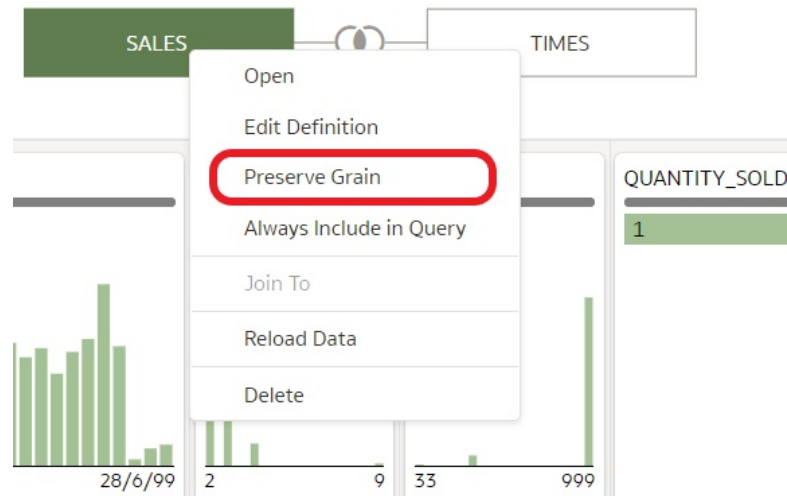 SALES
TIMES
Open
Edit Definition
Preserve Grain
Always Include in Query
Join To
Reload Data
Delete
QUANTITY_SOLD
1
28/6/99
2
9
33
999